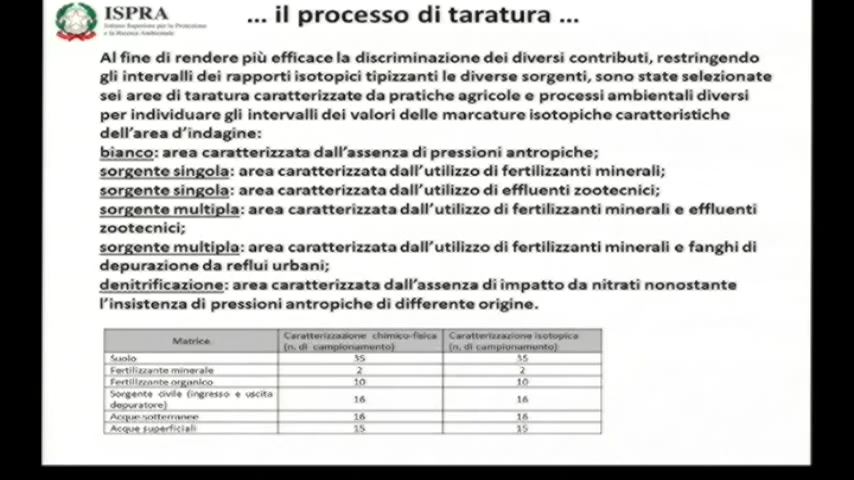 ISPRA
Istituto Superiore per la Protezione
e la Ricerca Ambientale
... il processo di taratura ...
Al fine di rendere più efficace la discriminazione dei diversi contributi, restringendo
gli intervalli dei rapporti isotopici tipizzanti le diverse sorgenti, sono state selezionate
sei aree di taratura caratterizzate da pratiche agricole e processi ambientali diversi
per individuare gli intervalli dei valori delle marcature isotopiche caratteristiche
dell'area d'indagine:
bianco: area caratterizzata dall'assenza di pressioni antropiche;
sorgente singola: area caratterizzata dall'utilizzo di fertilizzanti minerali;
sorgente singola: area caratterizzata dall'utilizzo di effluenti zootecnici;
sorgente multipla: area caratterizzata dall'utilizzo di fertilizzanti minerali e effluenti
zootecnici;
sorgente multipla: area caratterizzata dall'utilizzo di fertilizzanti minerali e fanghi di
depurazione da reflui urbani;
denitrificazione: area caratterizzata dall'assenza di impatto da nitrati nonostante
l'insistenza di pressioni antropiche di differente origine.
Matrice Caratterizzazione chimico-fisica (n. di campionamento) Caratterizzazione isotopica (n. di campionamento)
Suolo 35 35
Fertilizzante minerale 2 2
Fertilizzante organico 10 10
Sorgente civile (ingresso e uscita depuratore) 16 16
Acque sotterranee 16 16
Acque superficiali 15 15